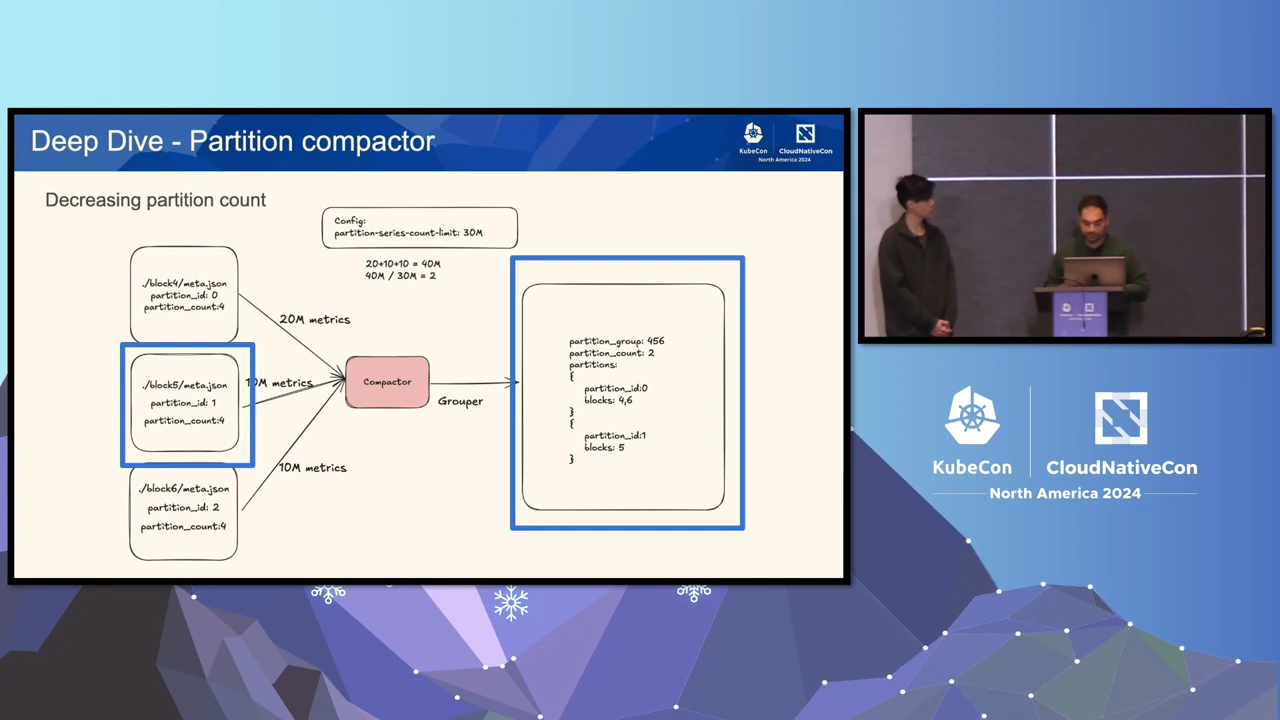 Deep Dive - Partition compactor
KubeCon
CloudNativeCon
North America 2024
Decreasing partition count
Config:
partition-series-count-limit: 30M
20+10+10 = 40M
40M / 30M = 2
./block4/meta.json
partition_id: 0
partition_count:4
20M metrics
./block5/meta.json
partition_id: 1
partition_count:4
10M metrics
./block6/meta.json
partition_id: 2
partition_count:4
10M metrics
Compactor
Grouper
partition_group: 456
partition_count: 2
partitions:
{
partition_id:0
blocks: 4,6
}
{
partition_id:1
blocks: 5
}
KubeCon
CloudNativeCon
North America 2024